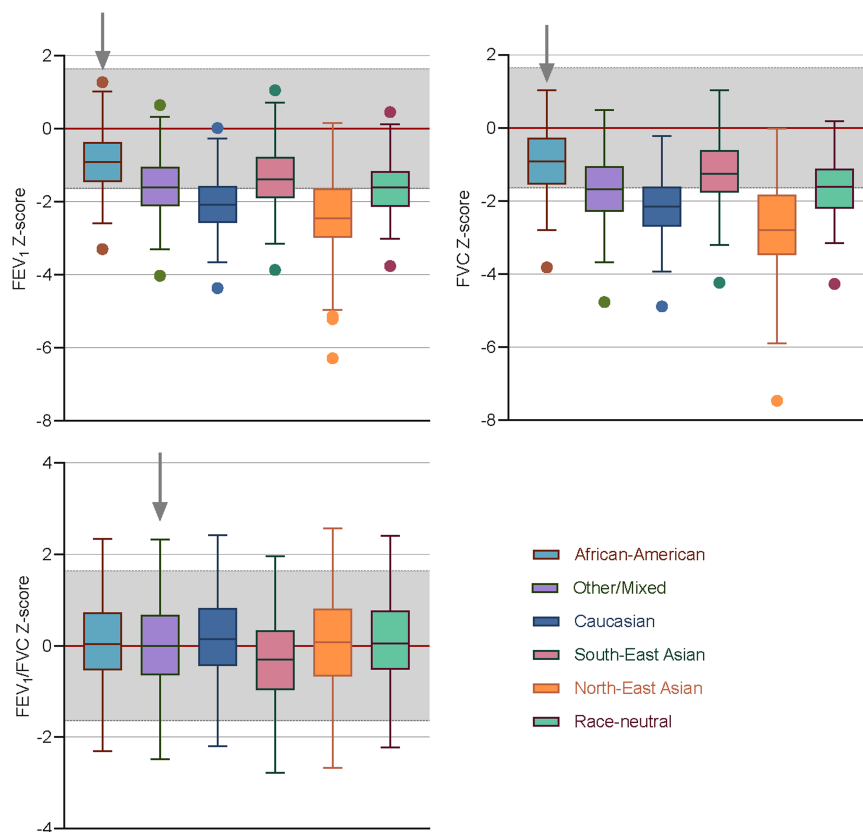 2
0
-2
-4
-6
-8
FEV₁ Z-score
2
0
-2
-4
-6
-8
FVC Z-score
4
2
0
-2
-4
FEV₁/FVC Z-score
African-American
Other/Mixed
Caucasian
South-East Asian
North-East Asian
Race-neutral